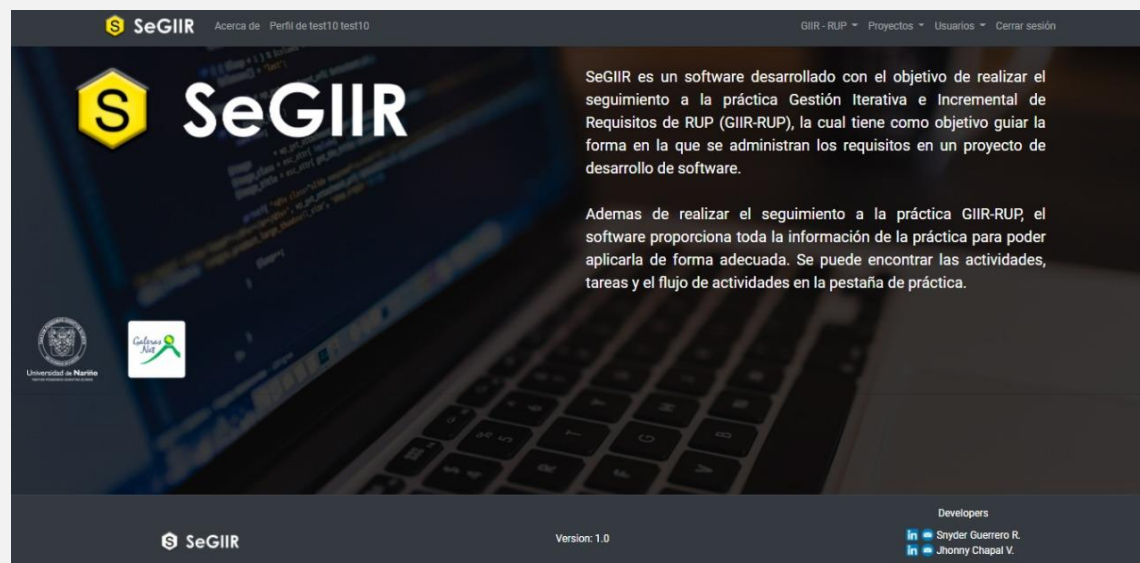 S SeGIIR Acerca de Perfil de test10 test10 GIIR - RUP Proyectos Usuarios Cerrar sesión
S SeGIIR
SeGIIR es un software desarrollado con el objetivo de realizar el
seguimiento a la práctica Gestión Iterativa e Incremental de
Requisitos de RUP (GIIR-RUP), la cual tiene como objetivo guiar la
forma en la que se administran los requisitos en un proyecto de
desarrollo de software.
Ademas de realizar el seguimiento a la práctica GIIR-RUP, el
software proporciona toda la información de la práctica para poder
aplicarla de forma adecuada. Se puede encontrar las actividades,
tareas y el flujo de actividades en la pestaña de práctica.
Universidad de Nariño
Galeras
Net
S SeGIIR
Version: 1.0
Developers
in Snyder Guerrero R.
in Jhonny Chapal V.